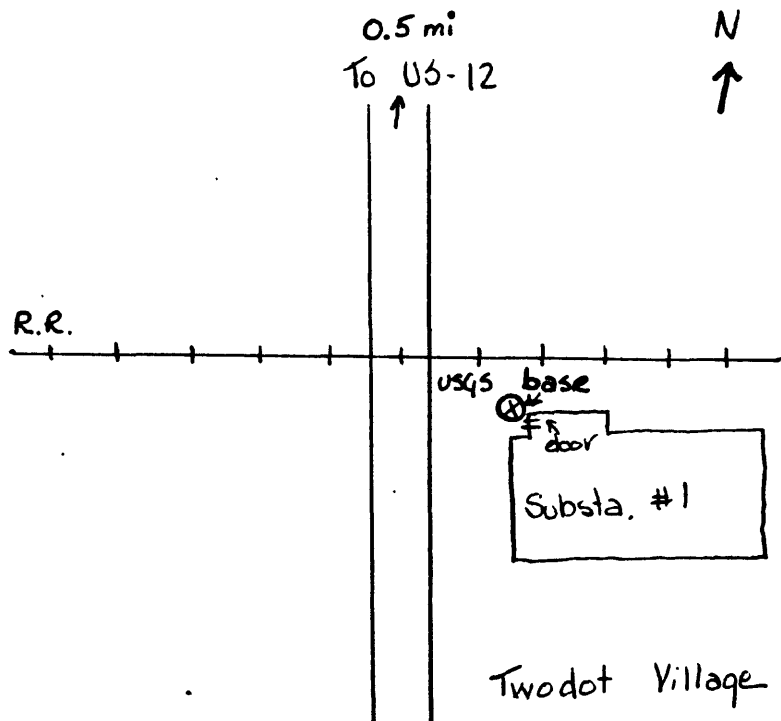 0.5 mi
N
To US-12
R.R.
USGS base
door
Substa. #1
Twodot Village